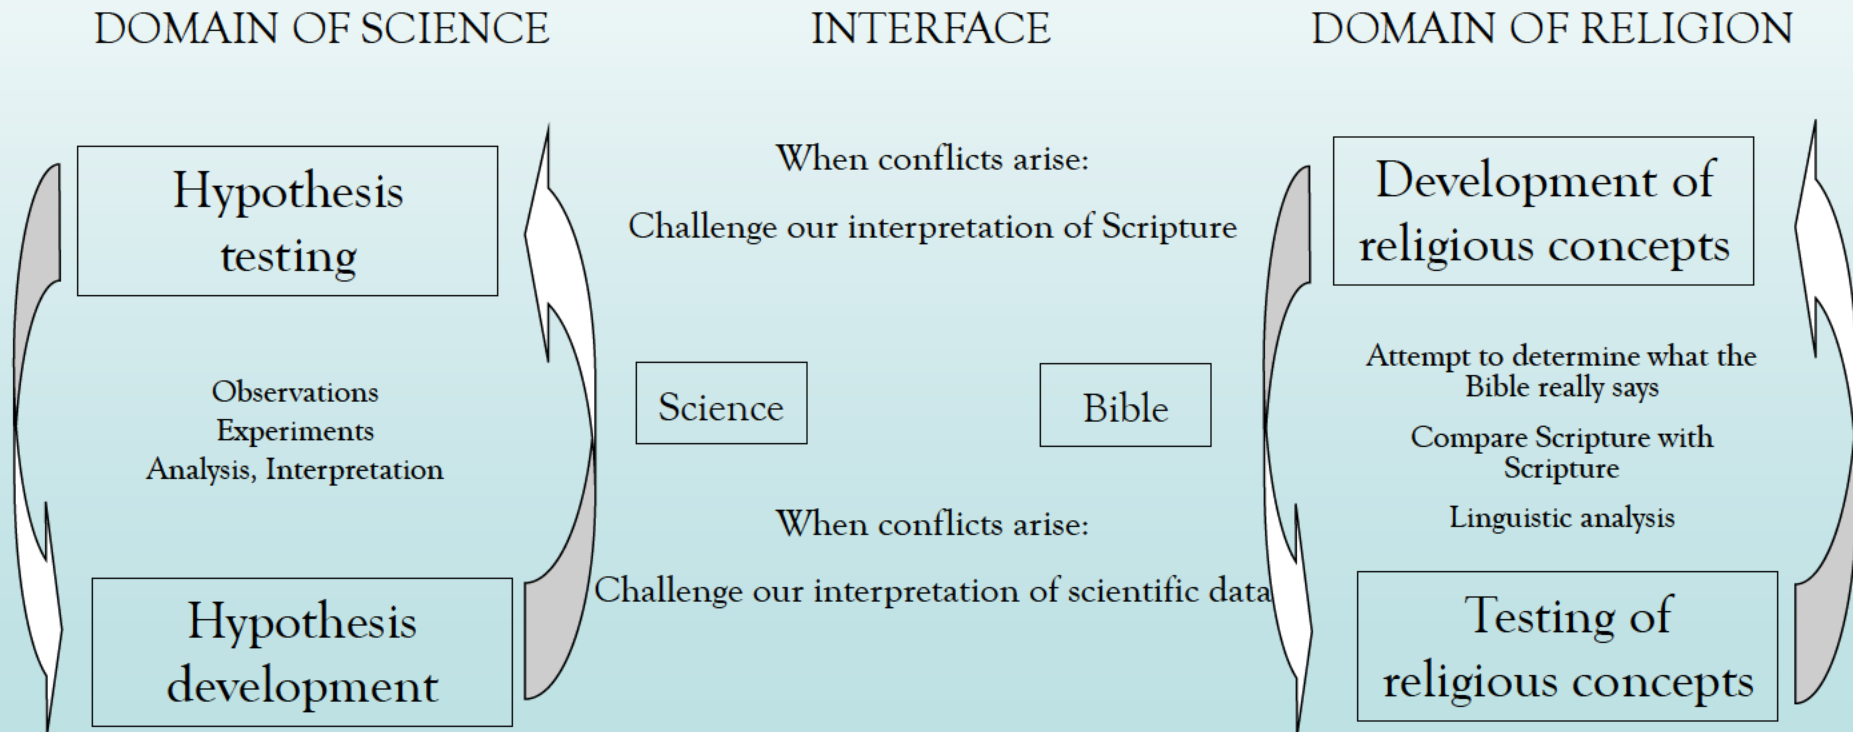 DOMAIN OF SCIENCE
INTERFACE
DOMAIN OF RELIGION
Hypothesis
testing
Observations
Experiments
Analysis, Interpretation
Hypothesis
development
When conflicts arise:
Challenge our interpretation of Scripture
Science
Bible
When conflicts arise:
Challenge our interpretation of scientific data
Development of
religious concepts
Attempt to determine what the
Bible really says
Compare Scripture with
Scripture
Linguistic analysis
Testing of
religious concepts